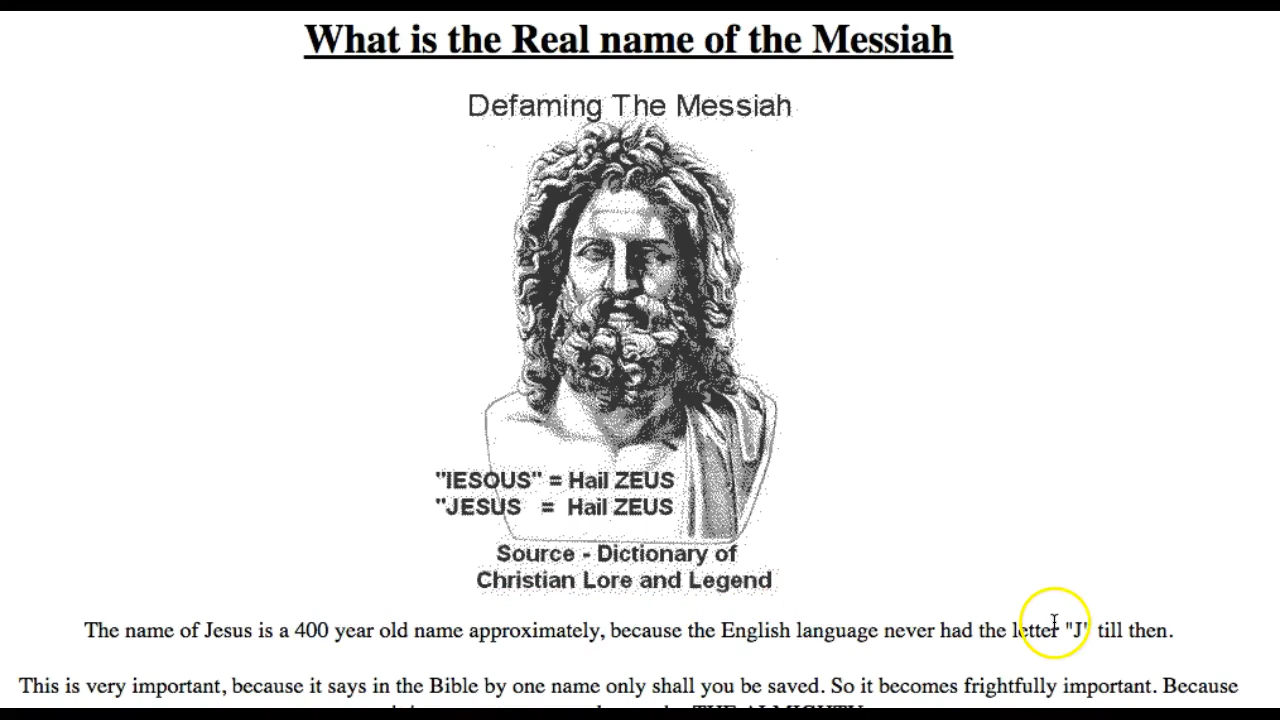 What is the Real name of the Messiah
Defaming The Messiah
"IESOUS" = Hail ZEUS
"JESUS = Hail ZEUS
Source - Dictionary of
Christian Lore and Legend
The name of Jesus is a 400 year old name approximately, because the English language never had the letter "J" till then.
This is very important, because it says in the Bible by one name only shall you be saved. So it becomes frightfully important. Because
THE ALMIGHTY